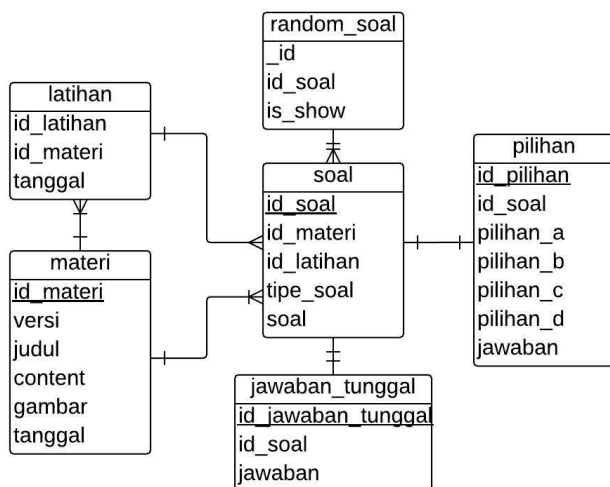 random_soal
_id
id_soal
is_show
latihan
id_latihan
id_materi
tanggal
materi
id_materi
versi
judul
content
gambar
tanggal
soal
id_soal
id_materi
id_latihan
tipe_soal
soal
pilihan
id_pilihan
id_soal
pilihan_a
pilihan_b
pilihan_c
pilihan_d
jawaban
jawaban_tunggal
id_jawaban_tunggal
id_soal
jawaban